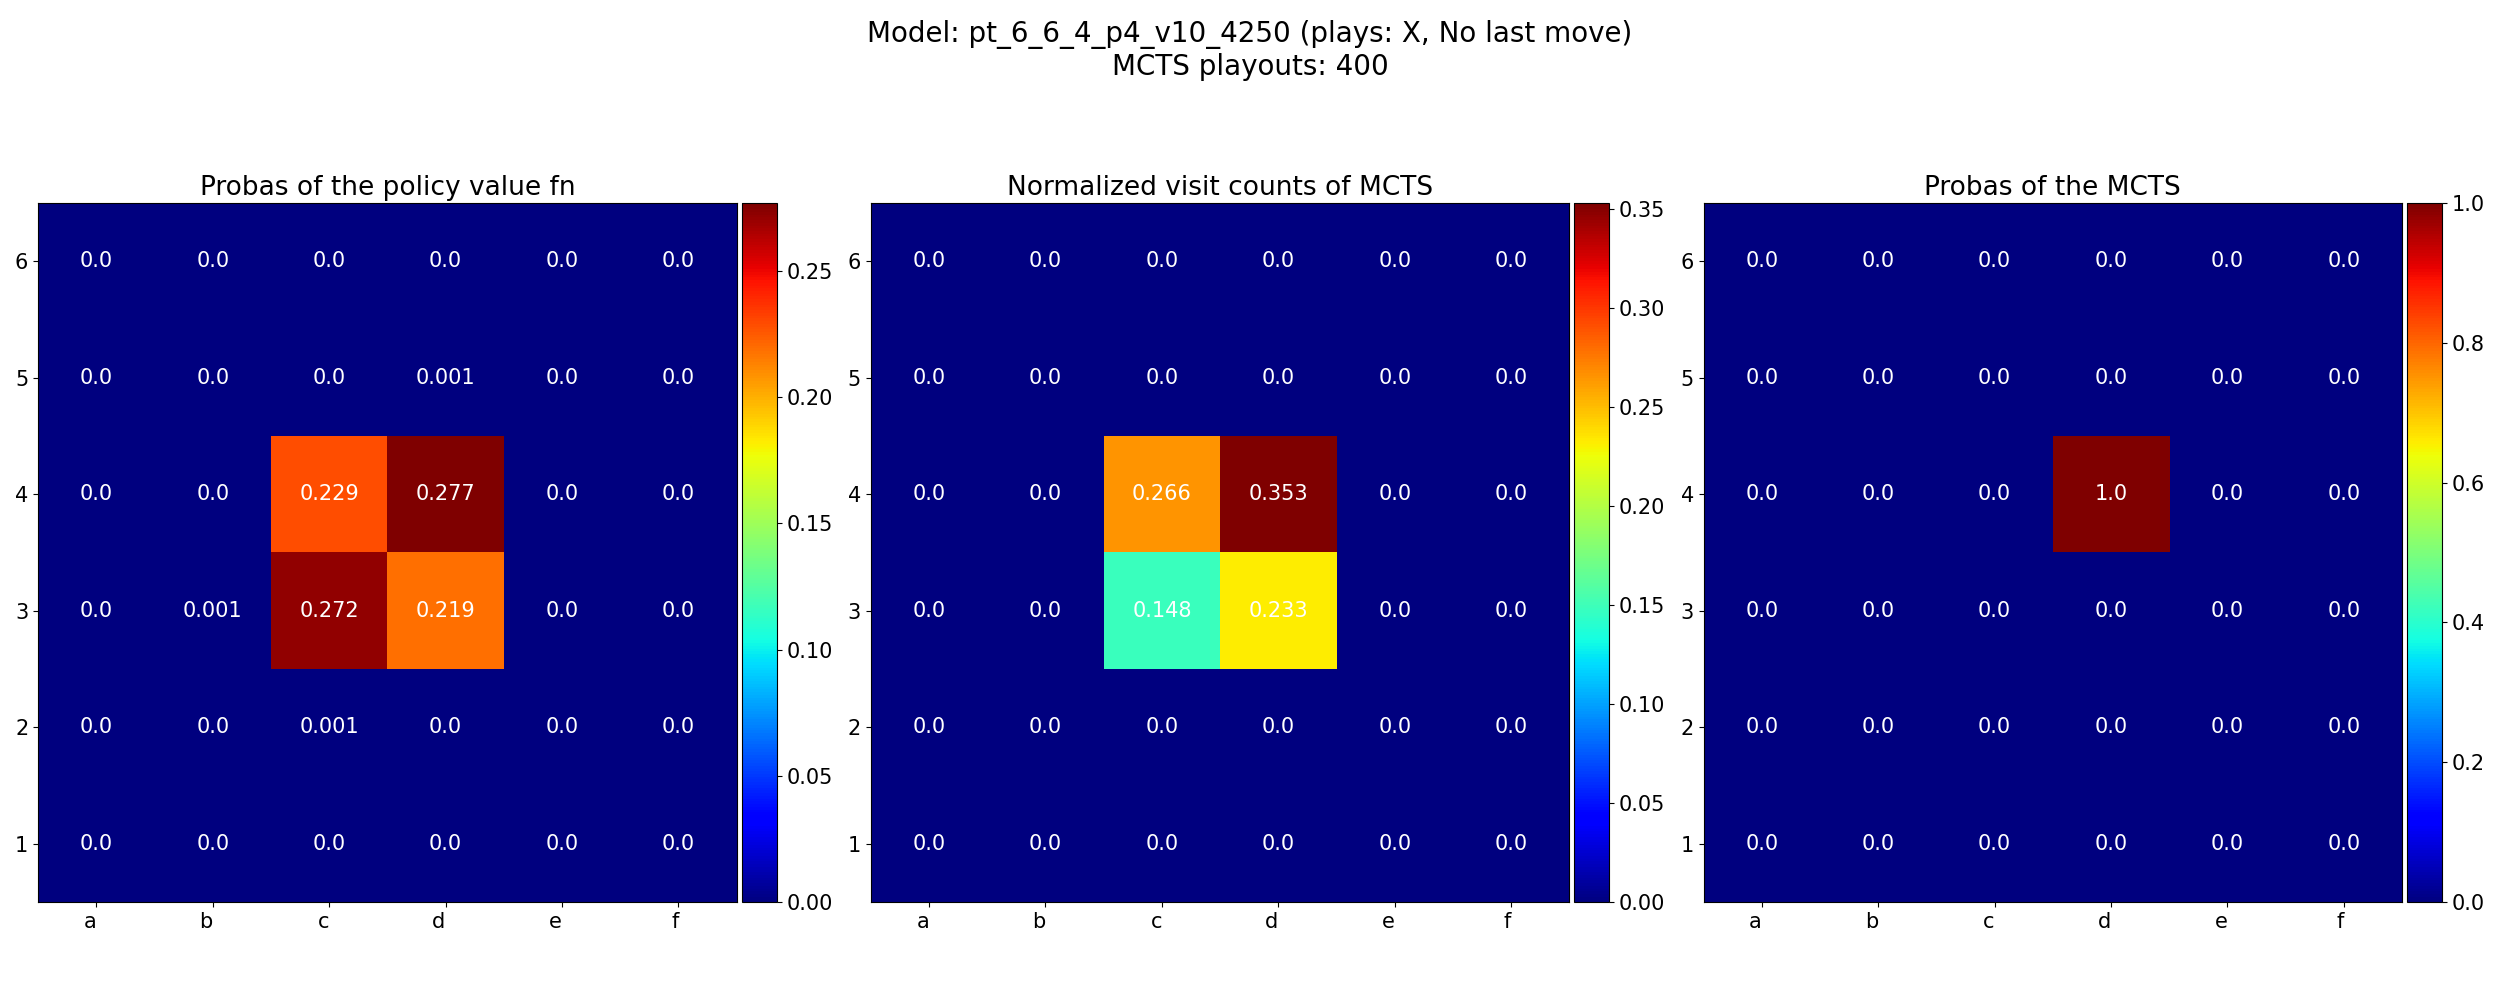 Model: pt_6_6_4_p4_v10_4250 (plays: X, No last move)
MCTS playouts: 400
Probas of the policy value fn
6 0.0 0.0 0.0 0.0 0.0 0.0
5 0.0 0.0 0.0 0.001 0.0 0.0
4 0.0 0.0 0.229 0.277 0.0 0.0
3 0.0 0.001 0.272 0.219 0.0 0.0
2 0.0 0.0 0.001 0.0 0.0 0.0
1 0.0 0.0 0.0 0.0 0.0 0.0
a b c d e f
0.25
0.20
0.15
0.10
0.05
0.00
Normalized visit counts of MCTS
6 0.0 0.0 0.0 0.0 0.0 0.0
5 0.0 0.0 0.0 0.0 0.0 0.0
4 0.0 0.0 0.266 0.353 0.0 0.0
3 0.0 0.0 0.148 0.233 0.0 0.0
2 0.0 0.0 0.0 0.0 0.0 0.0
1 0.0 0.0 0.0 0.0 0.0 0.0
a b c d e f
0.35
0.30
0.25
0.20
0.15
0.10
0.05
0.00
Probas of the MCTS
6 0.0 0.0 0.0 0.0 0.0 0.0
5 0.0 0.0 0.0 0.0 0.0 0.0
4 0.0 0.0 0.0 1.0 0.0 0.0
3 0.0 0.0 0.0 0.0 0.0 0.0
2 0.0 0.0 0.0 0.0 0.0 0.0
1 0.0 0.0 0.0 0.0 0.0 0.0
a b c d e f
1.0
0.8
0.6
0.4
0.2
0.0